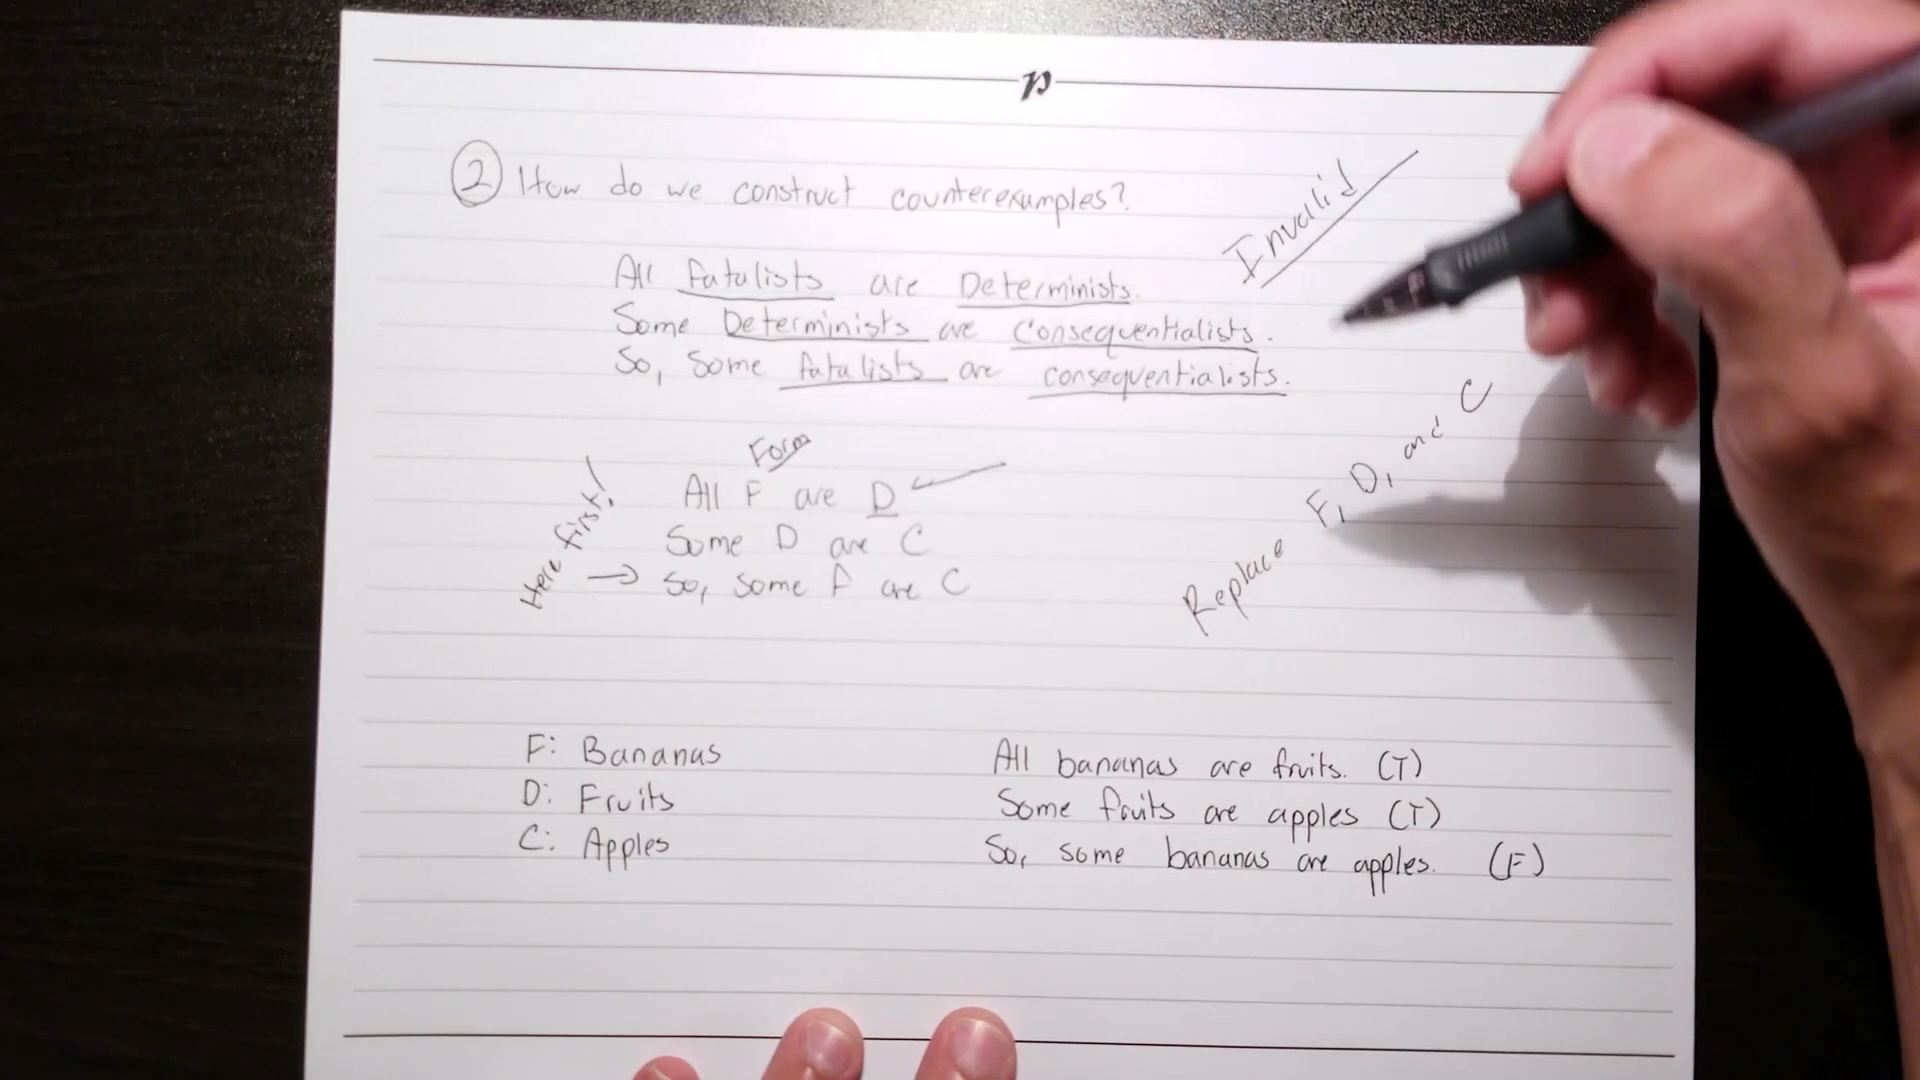 ② How do we construct counterexamples?
Invalid
All fatalists are Determinists.
Some Determinists are Consequentialists.
So, some fatalists are consequentialists.
Form
All F are D
Some D are C
So, some F are C
Here first!
Replace F, D, and C
F: Bananas
D: Fruits
C: Apples
All bananas are fruits. (T)
Some fruits are apples (T)
So, some bananas are apples. (F)